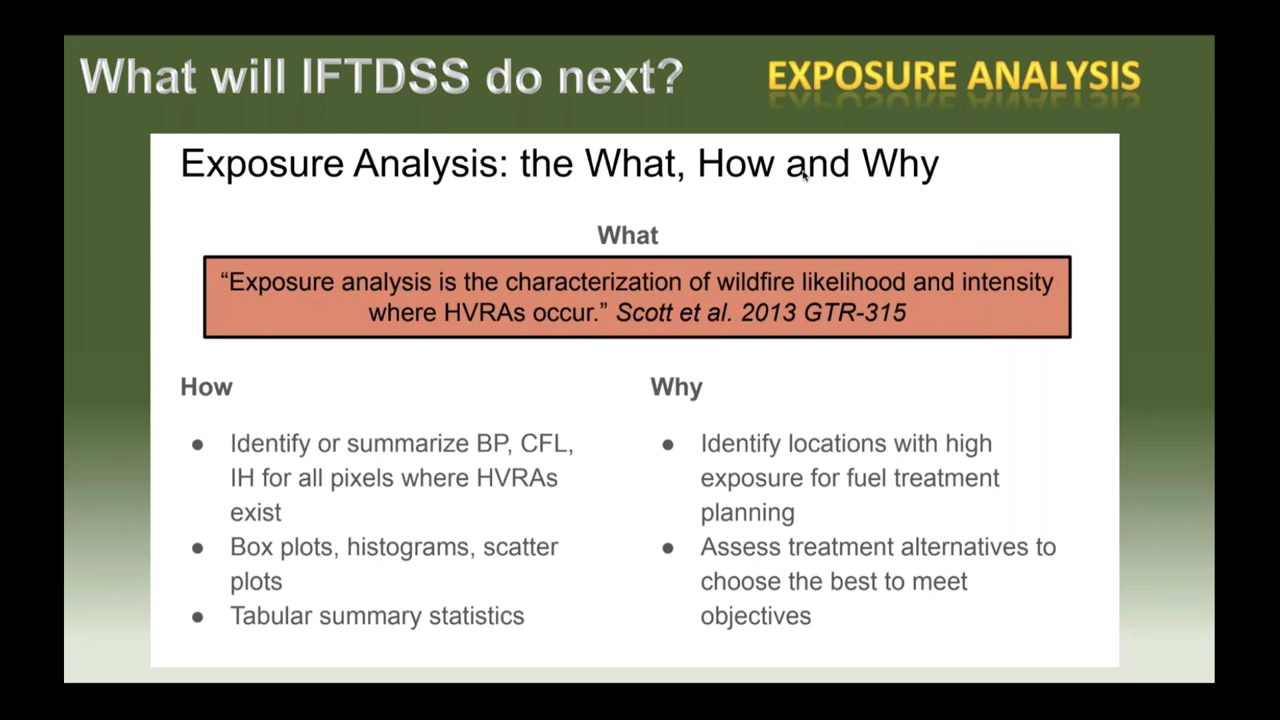 What will IFTDSS do next?
EXPOSURE ANALYSIS
Exposure Analysis: the What, How and Why
What
“Exposure analysis is the characterization of wildfire likelihood and intensity
where HVRAs occur.” Scott et al. 2013 GTR-315
How
● Identify or summarize BP, CFL,
IH for all pixels where HVRAs
exist
● Box plots, histograms, scatter
plots
● Tabular summary statistics
Why
● Identify locations with high
exposure for fuel treatment
planning
● Assess treatment alternatives to
choose the best to meet
objectives